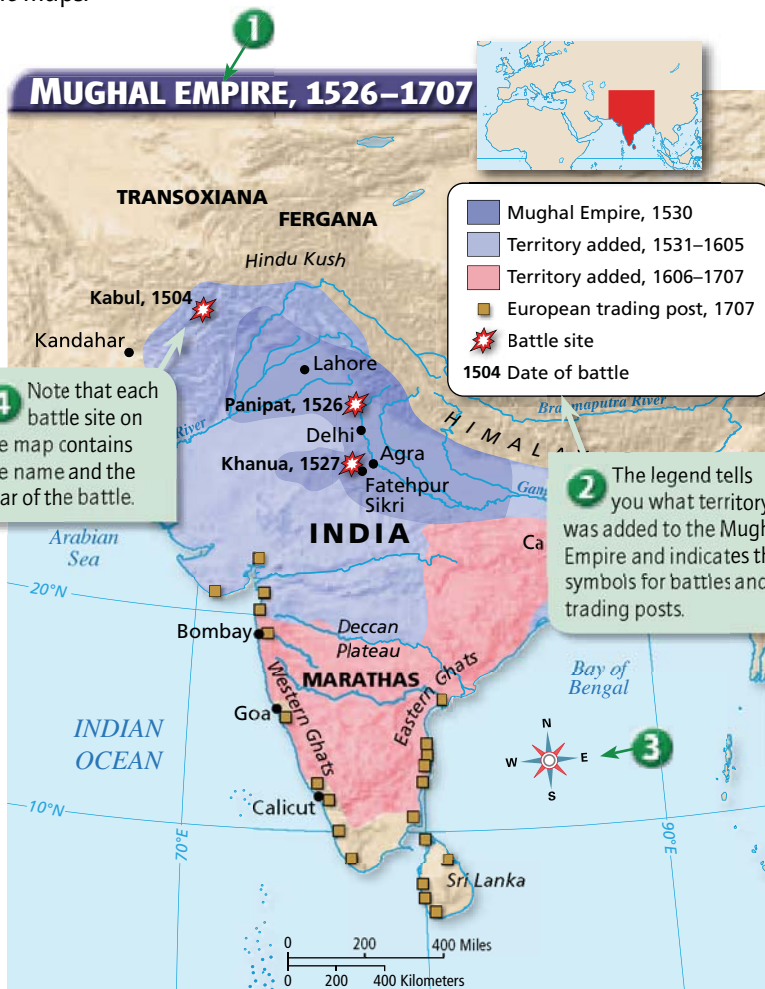 maps.
1
MUGHAL EMPIRE, 1526–1707
TRANSOXIANA
FERGANA
Hindu Kush
Mughal Empire, 1530
Territory added, 1531–1605
Territory added, 1606–1707
European trading post, 1707
Battle site
1504 Date of battle
Kabul, 1504
Kandahar
Lahore
Panipat, 1526
Delhi
Agra
Khanua, 1527
Fatehpur
Sikri
River
Brahmaputra River
HIMALA
Gang
4
Note that each
battle site on
map contains
name and the
of the battle.
2
The legend tells
you what territory
was added to the
Empire and indicates
symbols for battles and
trading posts.
INDIA
Ca
Arabian
Sea
20°N
Bombay
Deccan
Plateau
MARATHAS
Western Ghats
Eastern Ghats
Bay of
Bengal
Goa
INDIAN
OCEAN
N
W E
S
3
Calicut
10°N
70°E
90°E
Sri Lanka
0 200 400 Miles
0 200 400 Kilometers